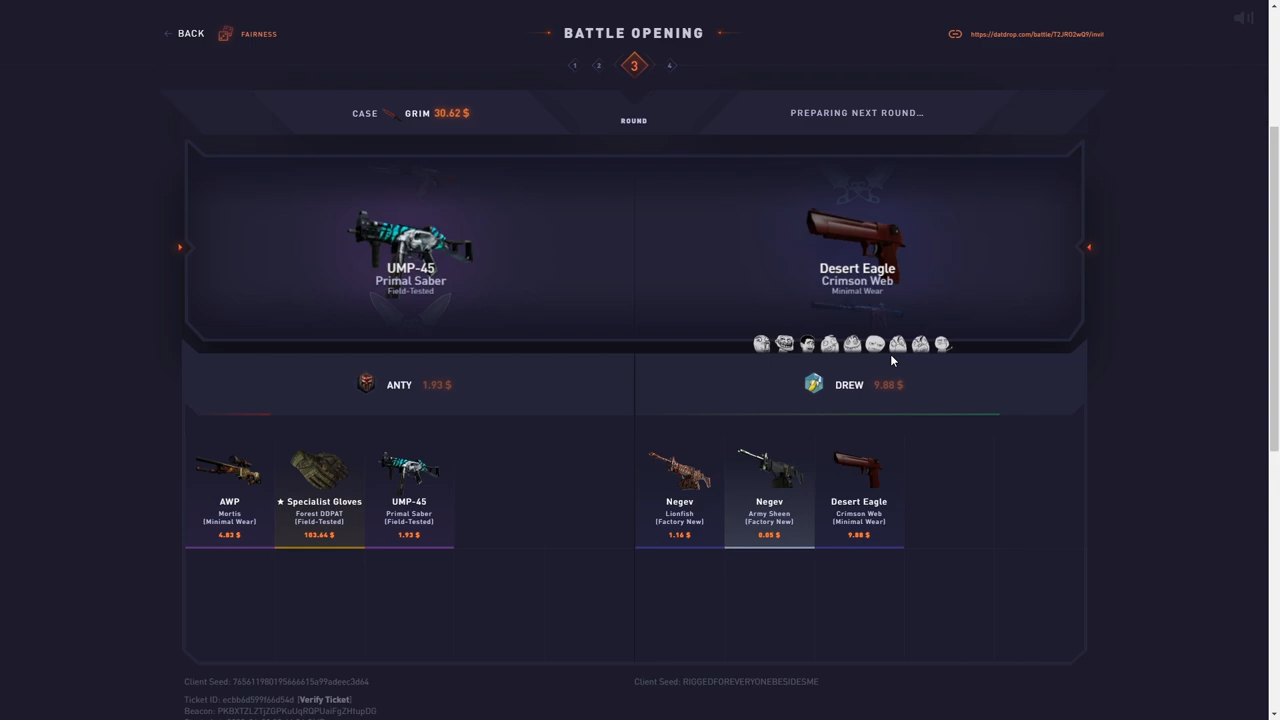 BACK
FAIRNESS
BATTLE OPENING
https://datdrop.com/battle/T2JRO2wQ9/invit
1
2
3
4
CASE GRIM 30.62 $
ROUND
PREPARING NEXT ROUND...
UMP-45
Primal Saber
Field-Tested
Desert Eagle
Crimson Web
Minimal Wear
ANTY 1.93 $
DREW 9.88 $
AWP
Mortis
(Minimal Wear)
4.83 $
★ Specialist Gloves
Forest DDPAT
(Field-Tested)
103.64 $
UMP-45
Primal Saber
(Field-Tested)
1.93 $
Negev
Lionfish
(Factory New)
1.16 $
Negev
Army Sheen
(Factory New)
0.05 $
Desert Eagle
Crimson Web
(Minimal Wear)
9.88 $
Client Seed: 765611980195666615a99adeec3d64
Client Seed: RIGGEDFOREVERYONEBESIDESME
Ticket ID: ecbb6d599f66d54d [Verify Ticket]
Beacon: PKBXTZLZTjZGPKuUqRQPUaiFgZHtupDG